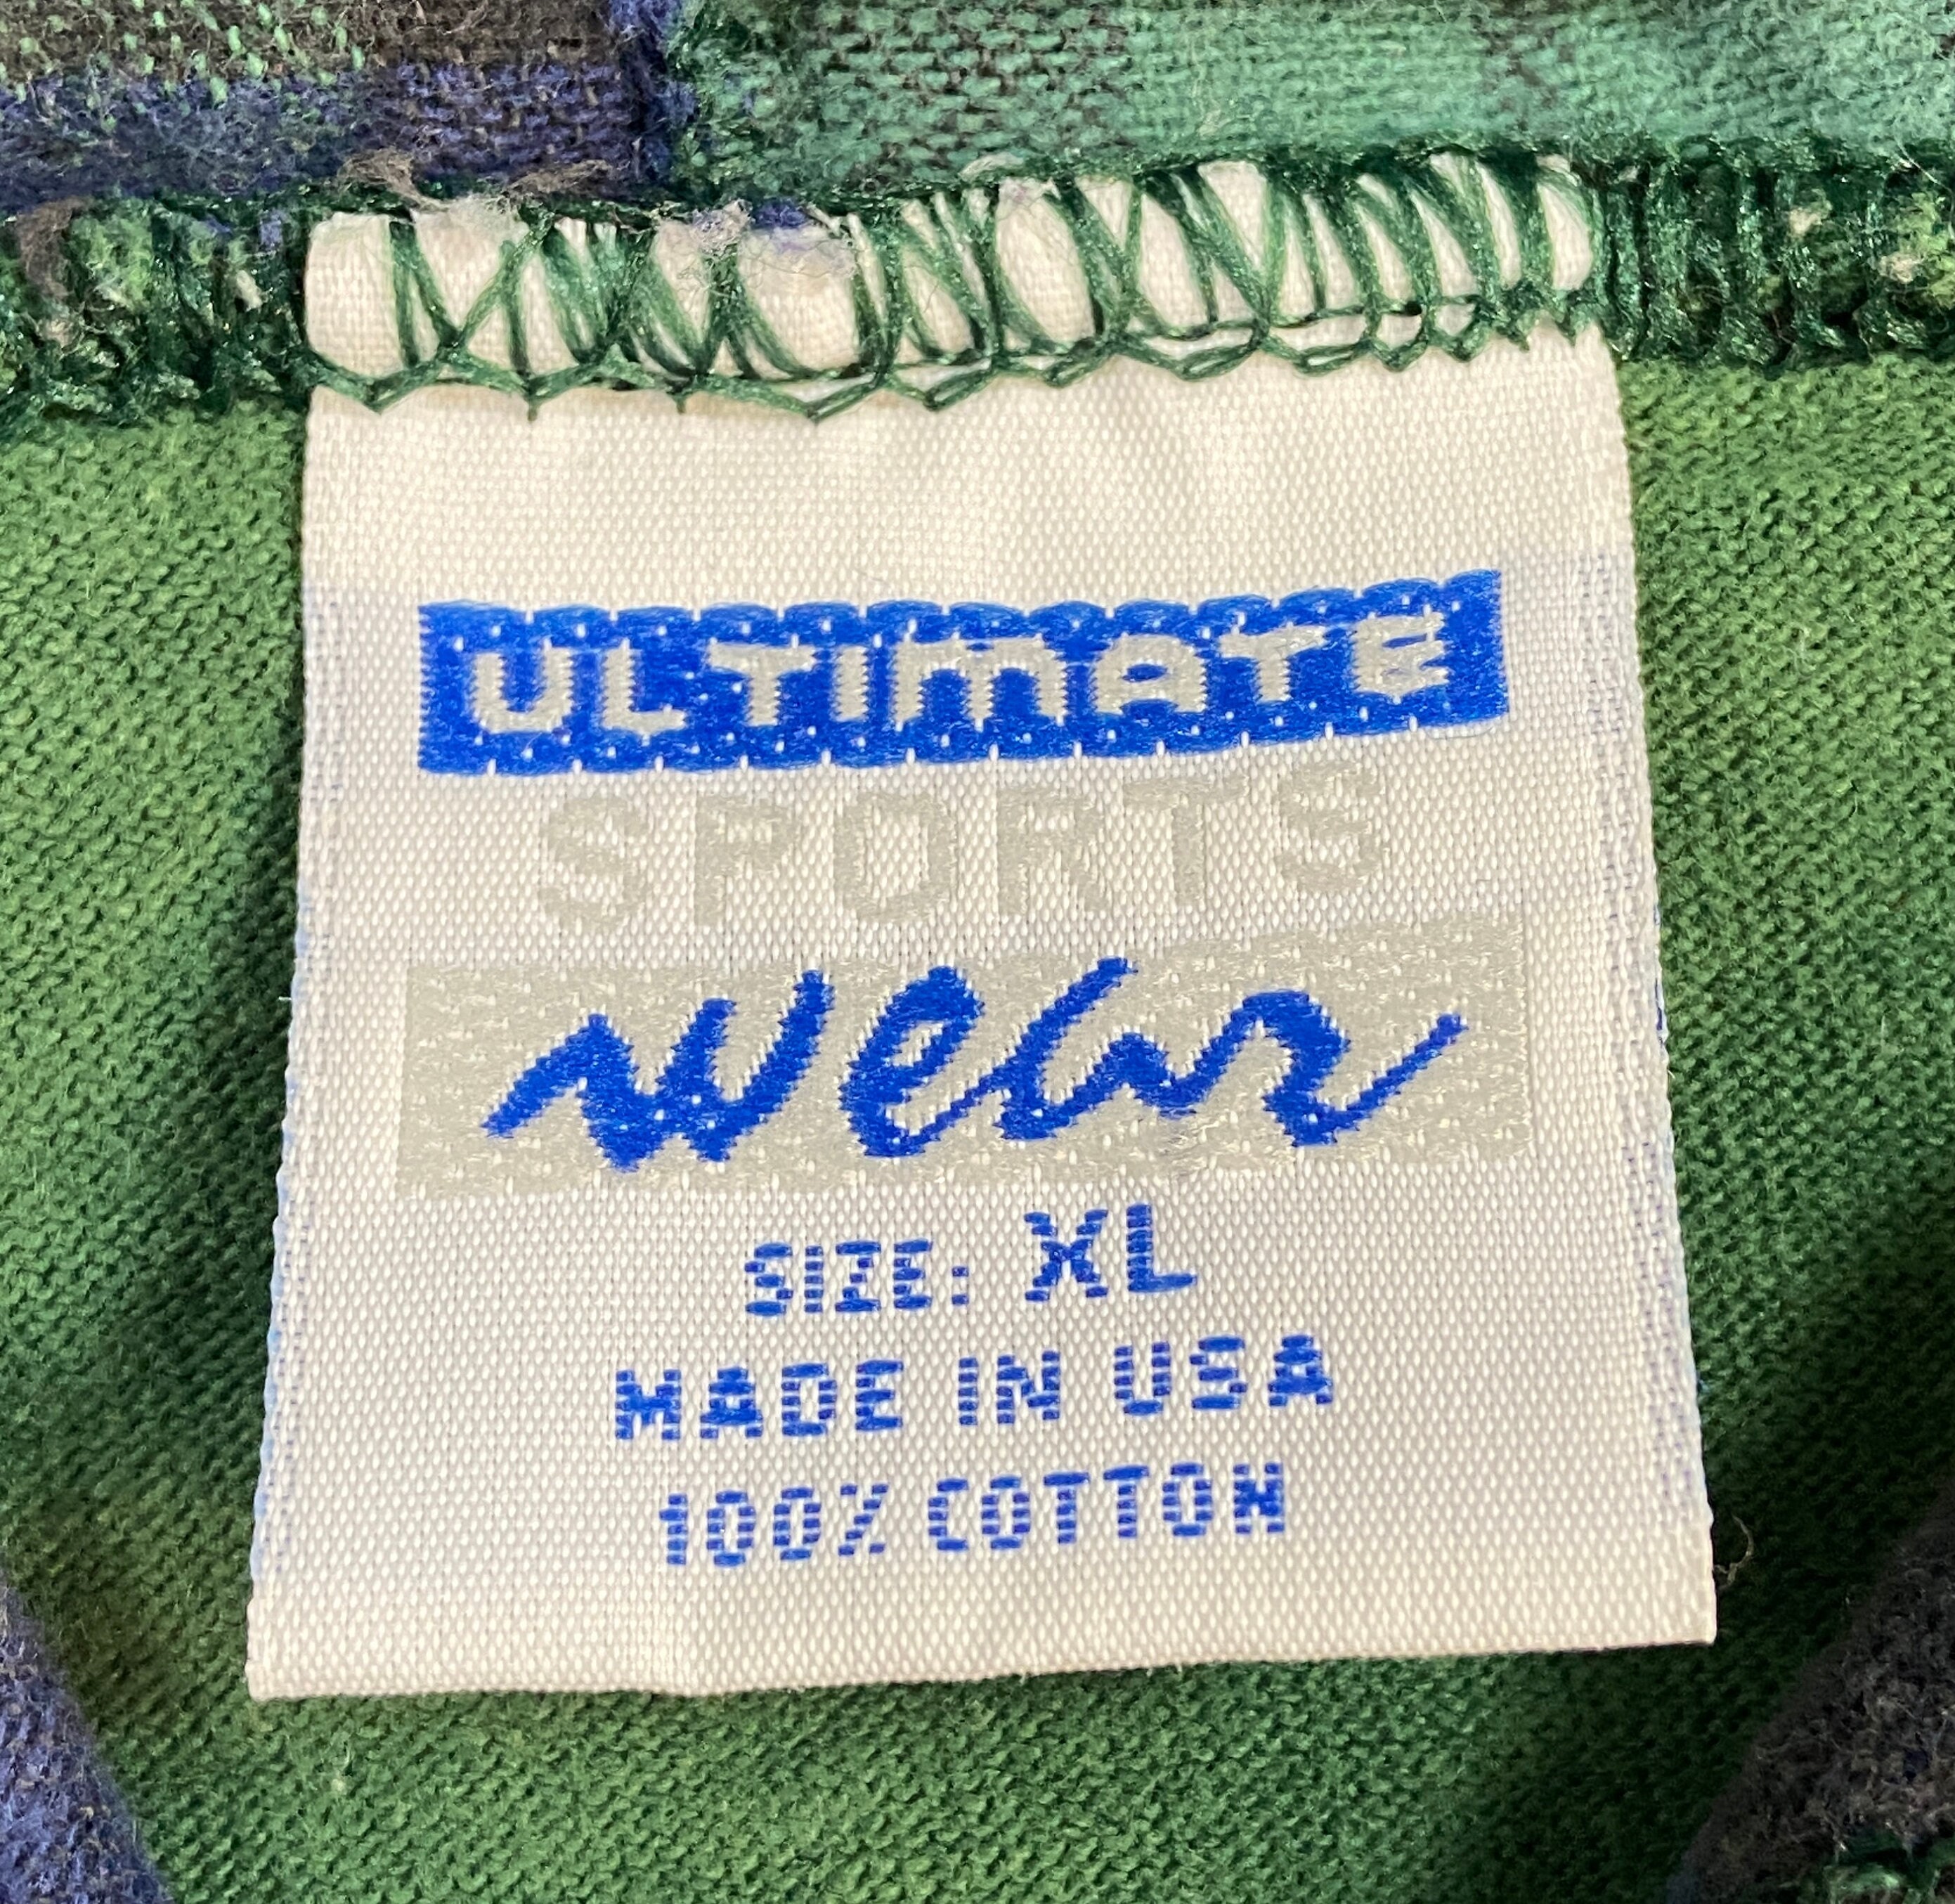 ULTIMATE
SPORTS
wear
SIZE: XL
MADE IN USA
100% COTTON